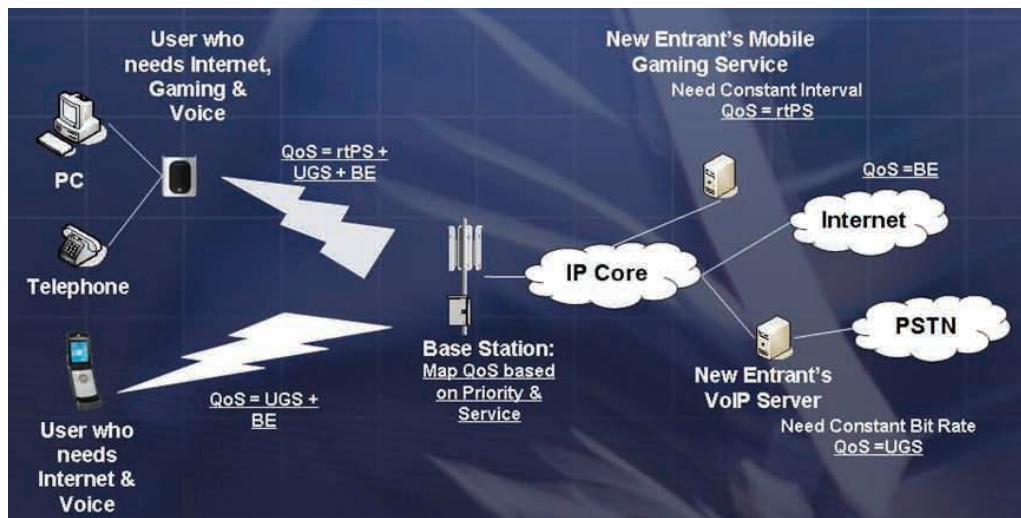 User who
needs Internet,
Gaming &
Voice
PC
Telephone
QoS = rtPS +
UGS + BE
User who
needs
Internet &
Voice
QoS = UGS +
BE
Base Station:
Map QoS based
on Priority &
Service
IP Core
New Entrant's Mobile
Gaming Service
Need Constant Interval
QoS = rtPS
QoS =BE
Internet
PSTN
New Entrant's
VoIP Server
Need Constant Bit Rate
QoS =UGS